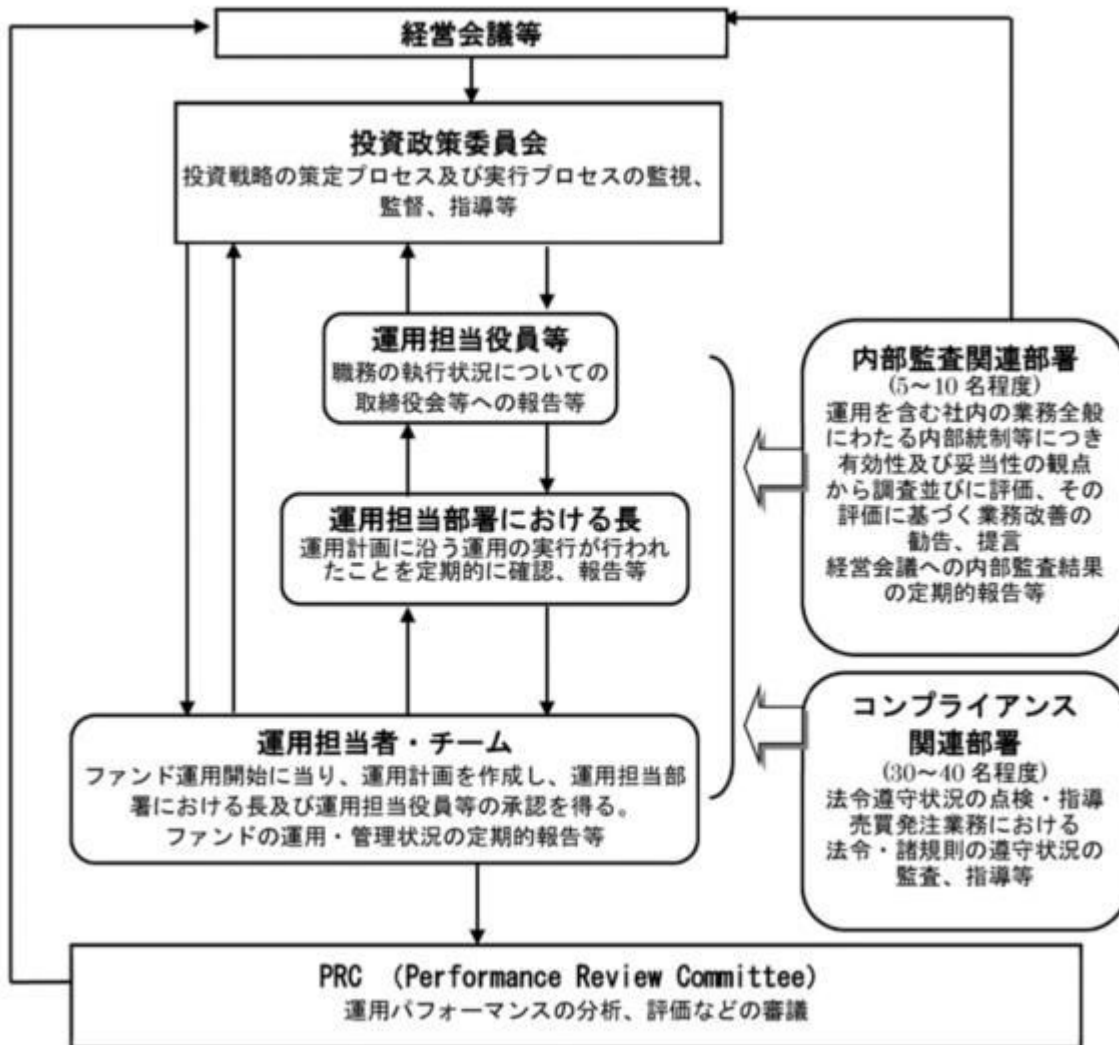 経営会議等
投資政策委員会
投資戦略の策定プロセス及び実行プロセスの監視、
監督、指導等
運用担当役員等
職務の執行状況についての
取締役会等への報告等
運用担当部署における長
運用計画に沿う運用の実行が行われ
たことを定期的に確認、報告等
運用担当者・チーム
ファンド運用開始に当り、運用計画を作成し、運用担当部
署における長及び運用担当役員等の承認を得る。
ファンドの運用・管理状況の定期的報告等
内部監査関連部署
(5～10 名程度)
運用を含む社内の業務全般
にわたる内部統制等につき
有効性及び妥当性の観点
から調査並びに評価、その
評価に基づく業務改善の
勧告、提言
経営会議への内部監査結果
の定期的報告等
コンプライアンス
関連部署
(30～40 名程度)
法令遵守状況の点検・指導
売買発注業務における
法令・諸規則の遵守状況の
監査、指導等
PRC （Performance Review Committee）
運用パフォーマンスの分析、評価などの審議